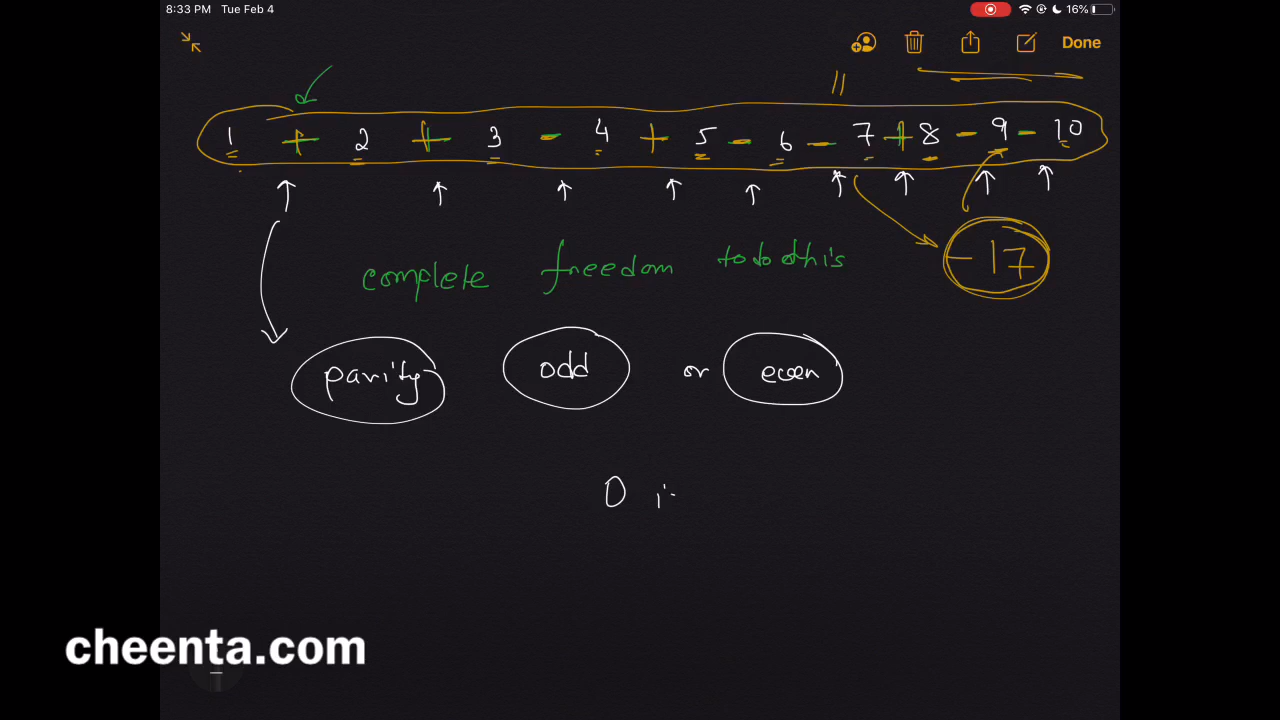 8:33 PM Tue Feb 4 16%
Done
1 + 2 + 3 - 4 + 5 - 6 - 7 + 8 - 9 - 10
-17
complete freedom to do this
parity odd or even
0 i
cheenta.com